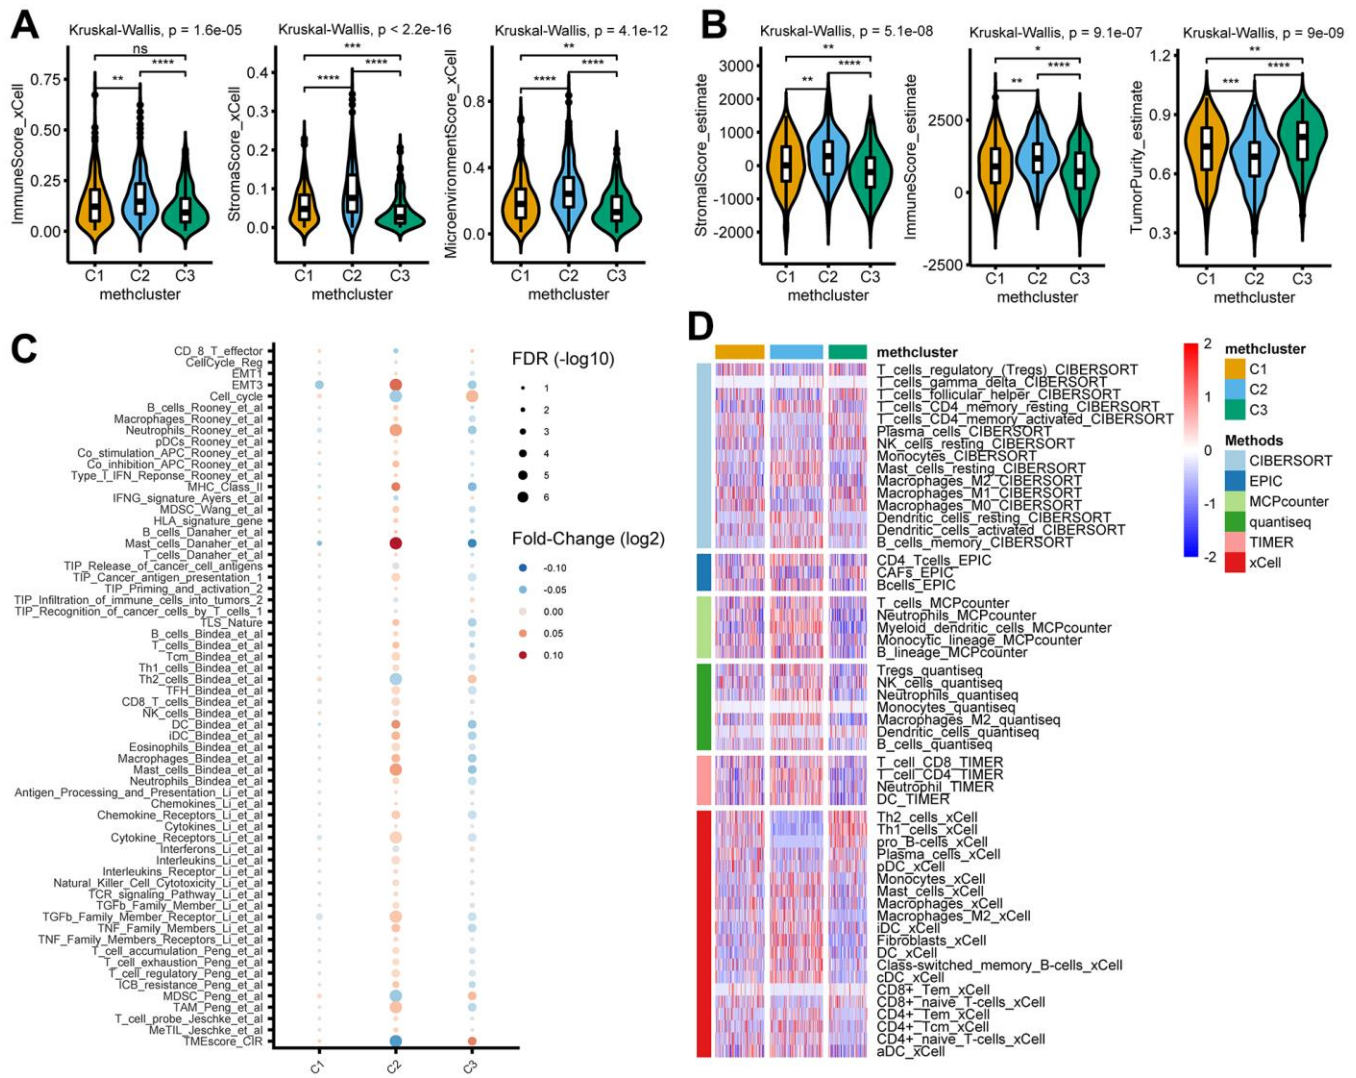 A
Kruskal-Wallis, p = 1.6e-05
ns
**
****
ImmuneScore_xCell
0.75
0.50
0.25
0.00
C1
C2
C3
methcluster
Kruskal-Wallis, p < 2.2e-16
***
****
****
StromaScore_xCell
0.4
0.3
0.2
0.1
0.0
C1
C2
C3
methcluster
Kruskal-Wallis, p = 4.1e-12
**
****
****
MicroenvironmentScore_xCell
0.8
0.4
0.0
C1
C2
C3
methcluster
B
Kruskal-Wallis, p = 5.1e-08
**
**
****
StromalScore_estimate
3000
2000
1000
0
-1000
-2000
C1
C2
C3
methcluster
Kruskal-Wallis, p = 9.1e-07
*
**
****
ImmuneScore_estimate
2500
0
-2500
C1
C2
C3
methcluster
Kruskal-Wallis, p = 9e-09
**
***
****
TumorPurity_estimate
1.2
0.9
0.6
0.3
C1
C2
C3
methcluster
C
CD_8_T_effector
CellCycle_Reg
EMT1
EMT3
Cell_cycle
B_cells_Rooney_et_al
Macrophages_Rooney_et_al
Neutrophils_Rooney_et_al
pDCs_Rooney_et_al
Co_stimulation_APC_Rooney_et_al
Co_inhibition_APC_Rooney_et_al
Type_I_IFN_Reponse_Rooney_et_al
MHC_Class_II
IFNG_signature_Ayers_et_al
MDSC_Wang_et_al
HLA_signature_gene
B_cells_Danaher_et_al
Mast_cells_Danaher_et_al
T_cells_Danaher_et_al
TIP_Release_of_cancer_cell_antigens
TIP_Cancer_antigen_presentation_1
TIP_Priming_and_activation_2
TIP_Infiltration_of_immune_cells_into_tumors_2
TIP_Recognition_of_cancer_cells_by_T_cells_1
TLS_Nature
B_cells_Bindea_et_al
T_cells_Bindea_et_al
Tcm_Bindea_et_al
Th1_cells_Bindea_et_al
Th2_cells_Bindea_et_al
TFH_Bindea_et_al
CD8_T_cells_Bindea_et_al
NK_cells_Bindea_et_al
DC_Bindea_et_al
iDC_Bindea_et_al
Eosinophils_Bindea_et_al
Macrophages_Bindea_et_al
Mast_cells_Bindea_et_al
Neutrophils_Bindea_et_al
Antigen_Processing_and_Presentation_Li_et_al
Chemokines_Li_et_al
Chemokine_Receptors_Li_et_al
Cytokines_Li_et_al
Cytokine_Receptors_Li_et_al
Interferons_Li_et_al
Interleukins_Li_et_al
Interleukins_Receptor_Li_et_al
Natural_Killer_Cell_Cytotoxicity_Li_et_al
TCR_signaling_Pathway_Li_et_al
TGFb_Family_Member_Li_et_al
TGFb_Family_Member_Receptor_Li_et_al
TNF_Family_Members_Li_et_al
TNF_Family_Members_Receptors_Li_et_al
T_cell_accumulation_Peng_et_al
T_cell_exhaustion_Peng_et_al
T_cell_regulatory_Peng_et_al
ICB_resistance_Peng_et_al
MDSC_Peng_et_al
TAM_Peng_et_al
T_cell_probe_Jeschke_et_al
MeTIL_Jeschke_et_al
TMEscore_CIR
C1
C2
C3
FDR (-log10)
1
2
3
4
5
6
Fold-Change (log2)
-0.10
-0.05
0.00
0.05
0.10
D
methcluster
T_cells_regulatory_(Tregs)_CIBERSORT
T_cells_gamma_delta_CIBERSORT
T_cells_follicular_helper_CIBERSORT
T_cells_CD4_memory_resting_CIBERSORT
T_cells_CD4_memory_activated_CIBERSORT
Plasma_cells_CIBERSORT
NK_cells_resting_CIBERSORT
Monocytes_CIBERSORT
Mast_cells_resting_CIBERSORT
Macrophages_M2_CIBERSORT
Macrophages_M1_CIBERSORT
Macrophages_M0_CIBERSORT
Dendritic_cells_resting_CIBERSORT
Dendritic_cells_activated_CIBERSORT
B_cells_memory_CIBERSORT
CD4_Tcells_EPIC
CAFs_EPIC
Bcells_EPIC
T_cells_MCPcounter
Neutrophils_MCPcounter
Myeloid_dendritic_cells_MCPcounter
Monocytic_lineage_MCPcounter
B_lineage_MCPcounter
Tregs_quantiseq
NK_cells_quantiseq
Neutrophils_quantiseq
Monocytes_quantiseq
Macrophages_M2_quantiseq
Dendritic_cells_quantiseq
B_cells_quantiseq
T_cell_CD8_TIMER
T_cell_CD4_TIMER
Neutrophil_TIMER
DC_TIMER
Th2_cells_xCell
Th1_cells_xCell
pro_B-cells_xCell
Plasma_cells_xCell
pDC_xCell
Monocytes_xCell
Mast_cells_xCell
Macrophages_xCell
Macrophages_M2_xCell
iDC_xCell
Fibroblasts_xCell
DC_xCell
Class-switched_memory_B-cells_xCell
cDC_xCell
CD8+_Tem_xCell
CD8+_naive_T-cells_xCell
CD4+_Tem_xCell
CD4+_Tcm_xCell
CD4+_naive_T-cells_xCell
aDC_xCell
2
1
0
-1
-2
methcluster
C1
C2
C3
Methods
CIBERSORT
EPIC
MCPcounter
quantiseq
TIMER
xCell